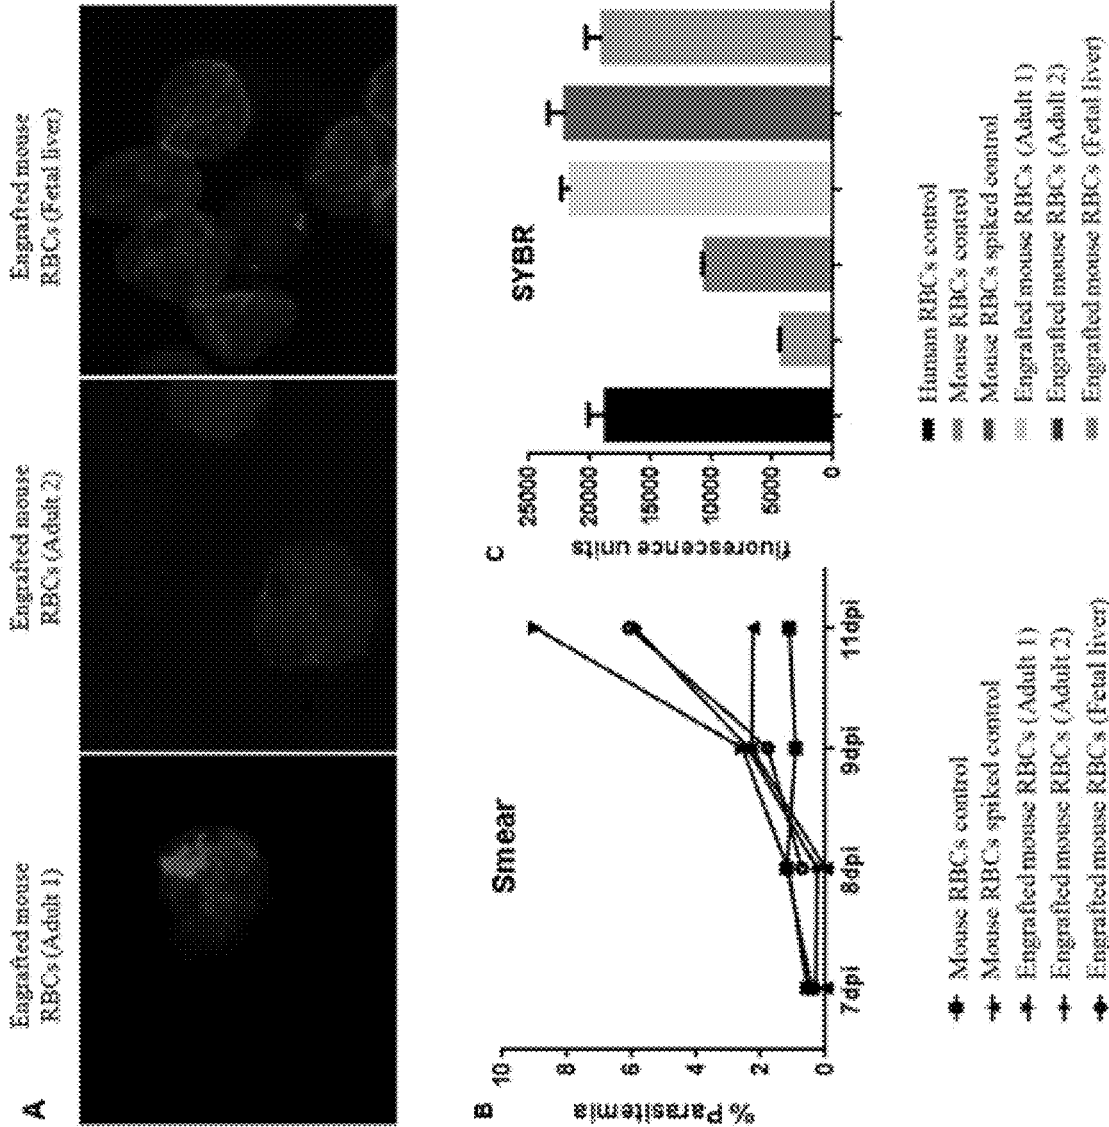 A
Engrafted mouse
RBCs (Adult 1)
Engrafted mouse
RBCs (Adult 2)
Engrafted mouse
RBCs (Fetal liver)
B
Smear
% Parasitemia
10
8
6
4
2
0
7dpi
8dpi
9dpi
11dpi
Mouse RBCs control
Mouse RBCs spiked control
Engrafted mouse RBCs (Adult 1)
Engrafted mouse RBCs (Adult 2)
Engrafted mouse RBCs (Fetal liver)
C
SYBR
fluorescence units
25000
20000
15000
10000
5000
0
Human RBCs control
Mouse RBCs control
Mouse RBCs spiked control
Engrafted mouse RBCs (Adult 1)
Engrafted mouse RBCs (Adult 2)
Engrafted mouse RBCs (Fetal liver)